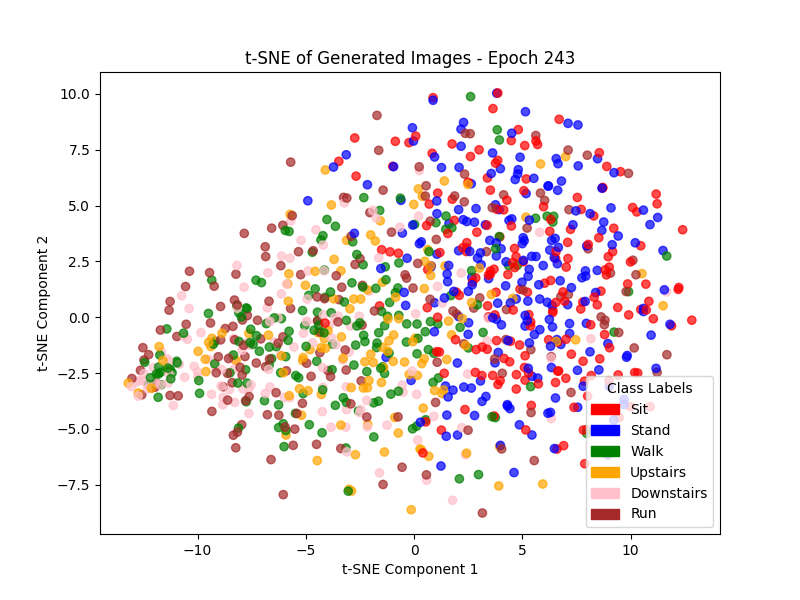 t-SNE of Generated Images - Epoch 243
t-SNE Component 2
10.0
7.5
5.0
2.5
0.0
−2.5
−5.0
−7.5
Class Labels
Sit
Stand
Walk
Upstairs
Downstairs
Run
−10
−5
0
5
10
t-SNE Component 1